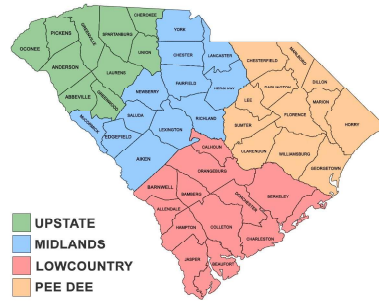 CHEROKEE
YORK
PICKENS
GREENVILLE
SPARTANBURG
OCONEE
UNION
CHESTER
LANCASTER
ANDERSON
LAURENS
CHESTERFIELD
MARLBORO
FAIRFIELD
DILLON
ABBEVILLE
GREENWOOD
NEWBERRY
LEE
MARION
FLORENCE
SALUDA
RICHLAND
MCCORMICK
SUMTER
HORRY
EDGEFIELD
LEXINGTON
CALHOUN
CLARENDON
WILLIAMSBURG
AIKEN
ORANGEBURG
GEORGETOWN
BARNWELL
BAMBERG
DORCHESTER
BERKELEY
ALLENDALE
HAMPTON
COLLETON
CHARLESTON
JASPER
BEAUFORT
UPSTATE
MIDLANDS
LOWCOUNTRY
PEE DEE